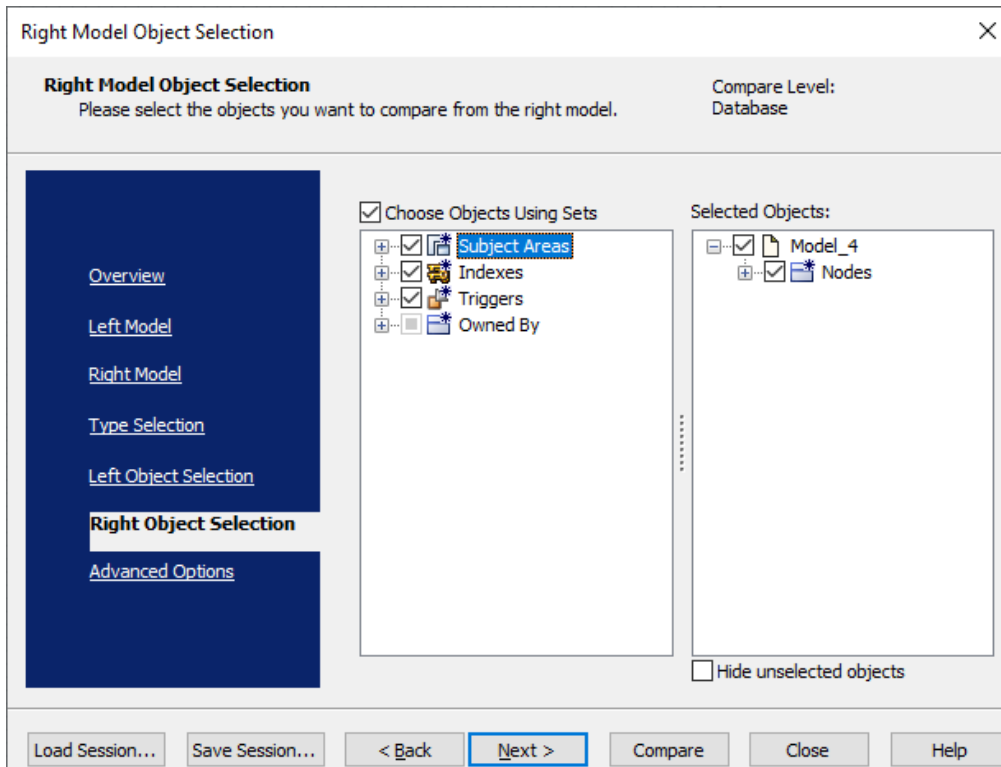 Right Model Object Selection
Right Model Object Selection
Please select the objects you want to compare from the right model.
Compare Level:
Database
Overview
Left Model
Right Model
Type Selection
Left Object Selection
Right Object Selection
Advanced Options
Choose Objects Using Sets
Subject Areas
Indexes
Triggers
Owned By
Selected Objects:
Model_4
Nodes
Hide unselected objects
Load Session...
Save Session...
< Back
Next >
Compare
Close
Help